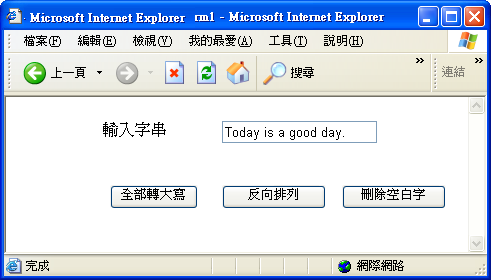 Microsoft Internet Explorer rm1 - Microsoft Internet Explorer
檔案(F) 編輯(E) 檢視(V) 我的最愛(A) 工具(T) 說明(H)
上一頁 搜尋 » 連結 »
輸入字串 Today is a good day.
全部轉大寫 反向排列 刪除空白字
完成 網際網路